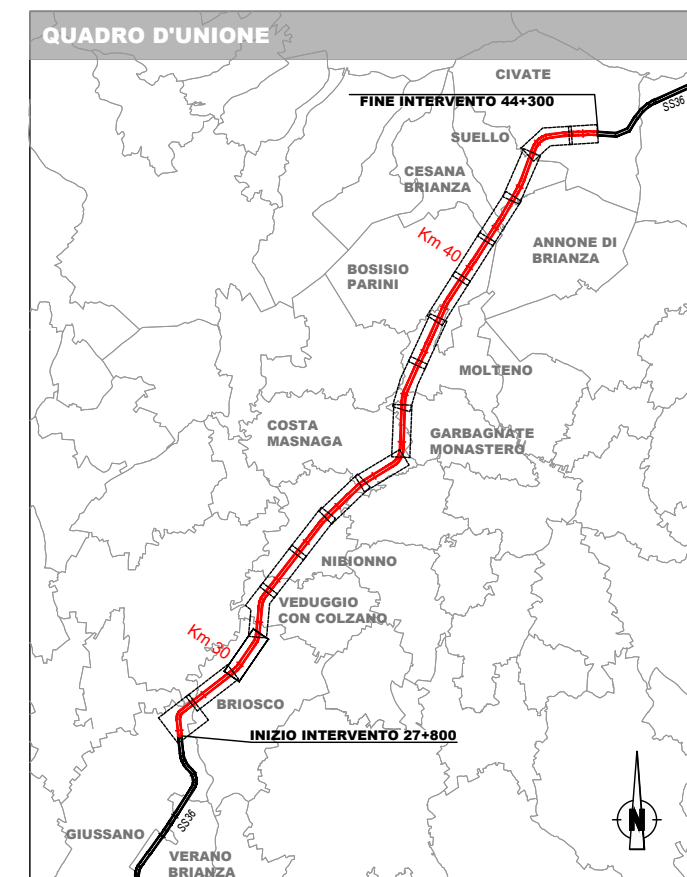 QUADRO D'UNIONE
CIVATE
FINE INTERVENTO 44+300
SS36
SUELLO
CESANA
BRIANZA
Km 40
ANNONE DI
BRIANZA
BOSISIO
PARINI
MOLTENO
COSTA
MASNAGA
GARBAGNATE
MONASTERO
NIBIONNO
VEDUGGIO
CON COLZANO
Km 30
BRIOSCO
INIZIO INTERVENTO 27+800
SS36
GIUSSANO
VERANO
BRIANZA
N